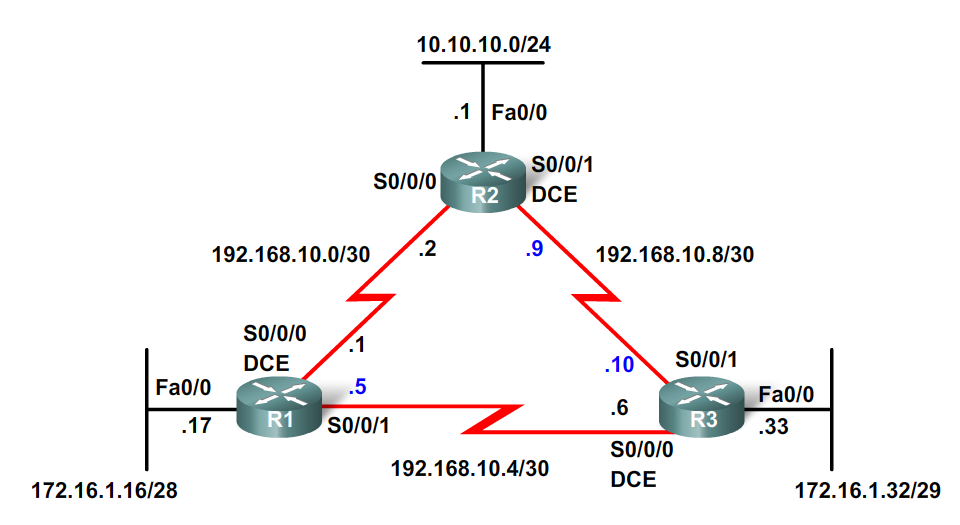 10.10.10.0/24
.1
Fa0/0
S0/0/0
R2
S0/0/1
DCE
192.168.10.0/30
.2
.9
192.168.10.8/30
S0/0/0
DCE
.1
.5
.10
S0/0/1
Fa0/0
.17
R1
S0/0/1
.6
R3
Fa0/0
.33
S0/0/0
DCE
192.168.10.4/30
172.16.1.16/28
172.16.1.32/29